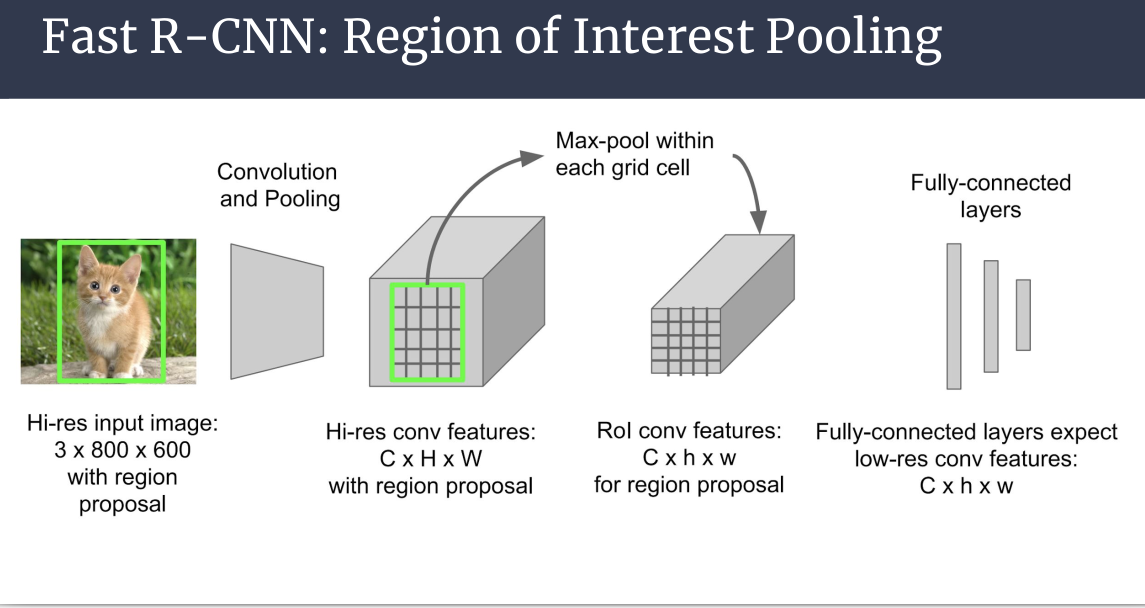 Fast R-CNN: Region of Interest Pooling
Convolution
and Pooling
Max-pool within
each grid cell
Fully-connected
layers
Hi-res input image:
3 x 800 x 600
with region
proposal
Hi-res conv features:
C x H x W
with region proposal
RoI conv features:
C x h x w
for region proposal
Fully-connected layers expect
low-res conv features:
C x h x w